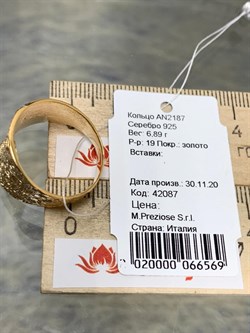 Кольцо AN2187
Серебро 925
Вес: 6,89 г
Р-р: 19 Покр.: золото
Вставки:
Дата произв.: 30.11.20
Код: 42087
Цена:
M.Preziose S.r.l.
Страна: Италия
020000 066569